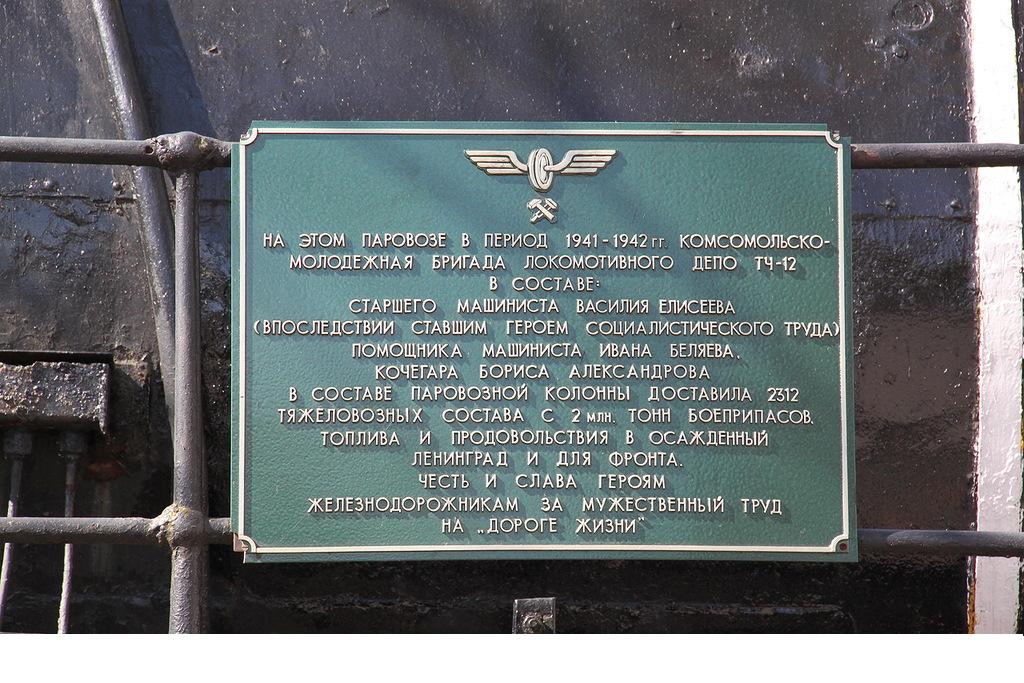 НА ЭТОМ ПАРОВОЗЕ В ПЕРИОД 1941-1942 гг. КОМСОМОЛЬСКО-
МОЛОДЕЖНАЯ БРИГАДА ЛОКОМОТИВНОГО ДЕПО ТЧ-12
В СОСТАВЕ:
СТАРШЕГО МАШИНИСТА ВАСИЛИЯ ЕЛИСЕЕВА
(ВПОСЛЕДСТВИИ СТАВШИМ ГЕРОЕМ СОЦИАЛИСТИЧЕСКОГО ТРУДА)
ПОМОЩНИКА МАШИНИСТА ИВАНА БЕЛЯЕВА,
КОЧЕГАРА БОРИСА АЛЕКСАНДРОВА
В СОСТАВЕ ПАРОВОЗНОЙ КОЛОННЫ ДОСТАВИЛА 2312
ТЯЖЕЛОВОЗНЫХ СОСТАВА С 2 МЛН. ТОНН БОЕПРИПАСОВ,
ТОПЛИВА И ПРОДОВОЛЬСТВИЯ В ОСАЖДЕННЫЙ
ЛЕНИНГРАД И ДЛЯ ФРОНТА.
ЧЕСТЬ И СЛАВА ГЕРОЯМ
ЖЕЛЕЗНОДОРОЖНИКАМ ЗА МУЖЕСТВЕННЫЙ ТРУД
НА „ДОРОГЕ ЖИЗНИ"